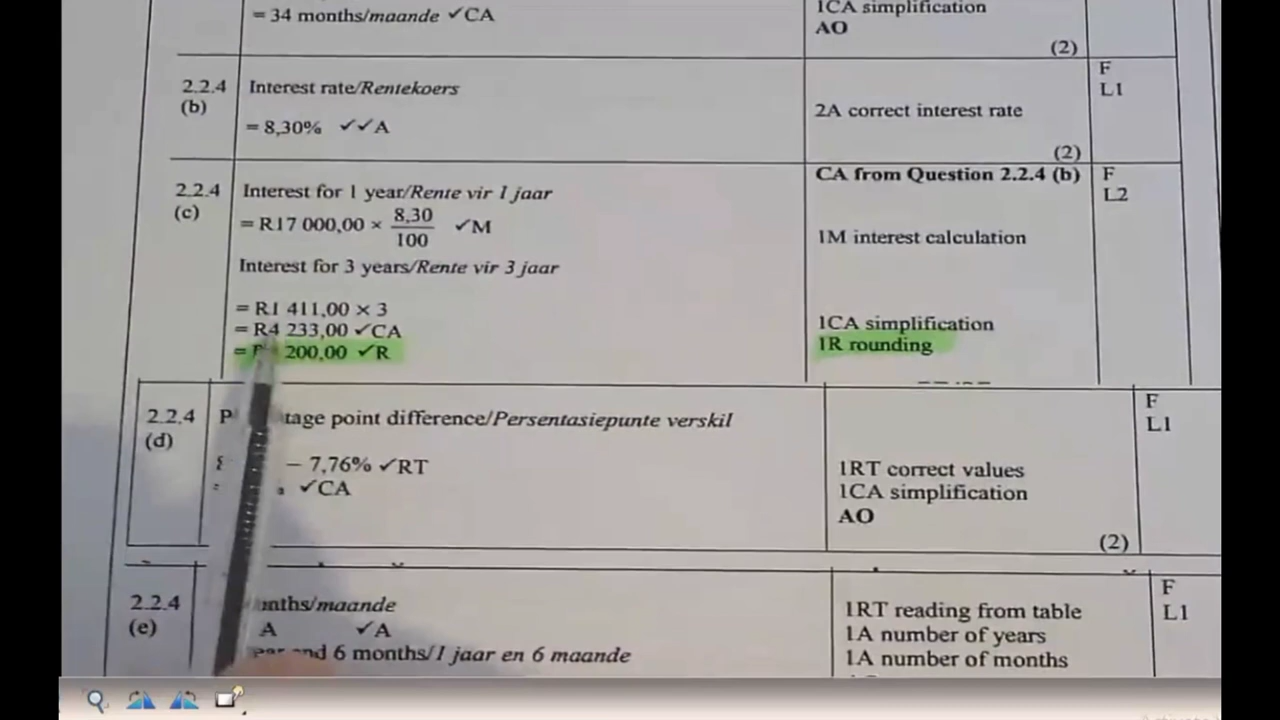 = 34 months/maande ✓CA
1CA simplification
AO
(2)
2.2.4
(b)
Interest rate/Rentekoers
= 8,30% ✓✓A
2A correct interest rate
(2)
F
L1
2.2.4
(c)
Interest for 1 year/Rente vir 1 jaar
= R17 000,00 × 8,30/100 ✓M
Interest for 3 years/Rente vir 3 jaar
= R1 411,00 × 3
= R4 233,00 ✓CA
200,00 ✓R
CA from Question 2.2.4 (b)
1M interest calculation
1CA simplification
1R rounding
F
L2
2.2.4
(d)
tage point difference/Persentasiepunte verskil
– 7,76% ✓RT
✓CA
1RT correct values
1CA simplification
AO
(2)
F
L1
2.2.4
(e)
nths/maande
A ✓A
and 6 months/1 jaar en 6 maande
1RT reading from table
1A number of years
1A number of months
F
L1